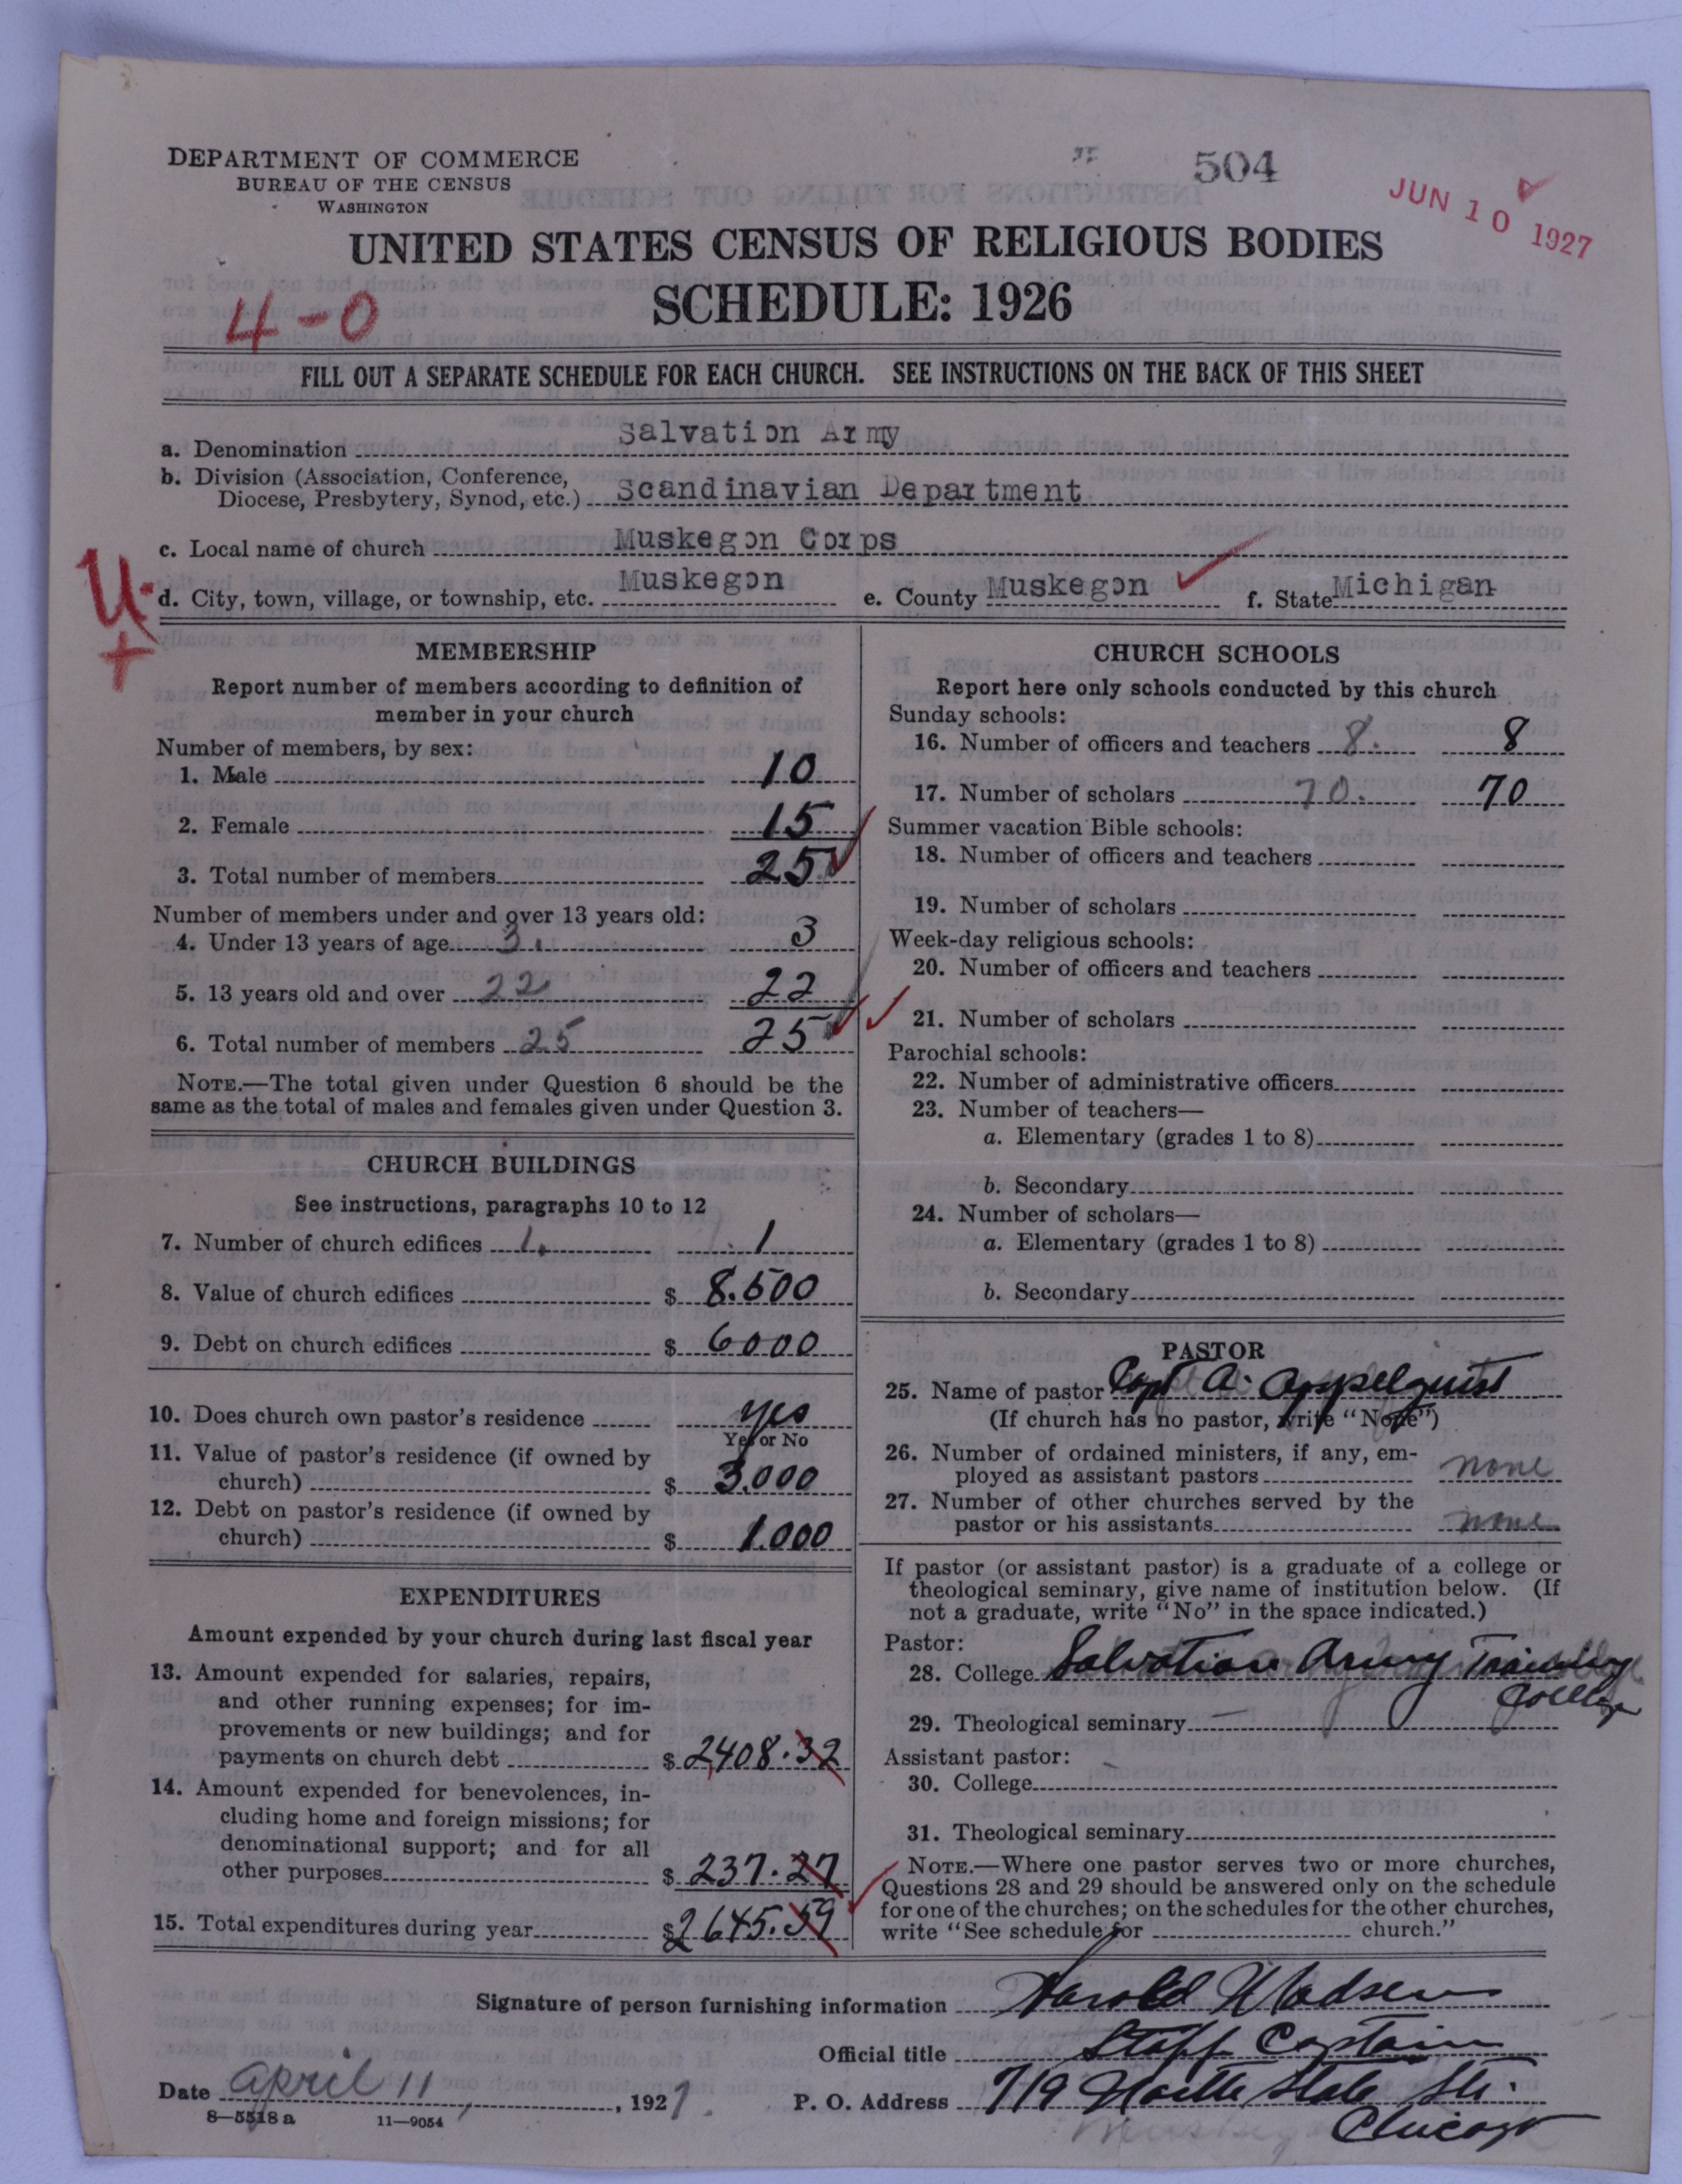 DEPARTMENT OF COMMERCE
BUREAU OF THE CENSUS
WASHINGTON
504
JUN 10 1927
UNITED STATES CENSUS OF RELIGIOUS BODIES
SCHEDULE: 1926
4-0
FILL OUT A SEPARATE SCHEDULE FOR EACH CHURCH. SEE INSTRUCTIONS ON THE BACK OF THIS SHEET
a. Denomination Salvation Army
b. Division (Association, Conference,
Diocese, Presbytery, Synod, etc.) Scandinavian Department
c. Local name of church Muskegon Corps
U
+
d. City, town, village, or township, etc. Muskegon e. County Muskegon f. State Michigan
MEMBERSHIP
Report number of members according to definition of
member in your church
Number of members, by sex:
1. Male 10
2. Female 15
3. Total number of members 25
Number of members under and over 13 years old:
4. Under 13 years of age 3. 3
5. 13 years old and over 22 22
6. Total number of members 25 25
NOTE.—The total given under Question 6 should be the
same as the total of males and females given under Question 3.
CHURCH BUILDINGS
See instructions, paragraphs 10 to 12
7. Number of church edifices 1. 1
8. Value of church edifices $ 8.500
9. Debt on church edifices $ 6000
10. Does church own pastor's residence yes
Yes or No
11. Value of pastor's residence (if owned by
church) $ 3.000
12. Debt on pastor's residence (if owned by
church) $ 1.000
EXPENDITURES
Amount expended by your church during last fiscal year
13. Amount expended for salaries, repairs,
and other running expenses; for im-
provements or new buildings; and for
payments on church debt $ 2408.32
14. Amount expended for benevolences, in-
cluding home and foreign missions; for
denominational support; and for all
other purposes $ 237.27
15. Total expenditures during year $2645.59
CHURCH SCHOOLS
Report here only schools conducted by this church
Sunday schools:
16. Number of officers and teachers 8. 8
17. Number of scholars 70. 70
Summer vacation Bible schools:
18. Number of officers and teachers
19. Number of scholars
Week-day religious schools:
20. Number of officers and teachers
21. Number of scholars
Parochial schools:
22. Number of administrative officers
23. Number of teachers—
a. Elementary (grades 1 to 8)
b. Secondary
24. Number of scholars—
a. Elementary (grades 1 to 8)
b. Secondary
PASTOR
25. Name of pastor Capt A. Appelquist
(If church has no pastor, write "None")
26. Number of ordained ministers, if any, em-
ployed as assistant pastors none
27. Number of other churches served by the
pastor or his assistants none
If pastor (or assistant pastor) is a graduate of a college or
theological seminary, give name of institution below. (If
not a graduate, write "No" in the space indicated.)
Pastor:
28. College Salvation Army Training
College
29. Theological seminary —
Assistant pastor:
30. College
31. Theological seminary
NOTE.—Where one pastor serves two or more churches,
Questions 28 and 29 should be answered only on the schedule
for one of the churches; on the schedules for the other churches,
write "See schedule for church."
Signature of person furnishing information Harold Madsen
Official title Staff Captain
Date April 11, 1927. P. O. Address 719 North State Str.
Chicago
8—5518 a 11—9054